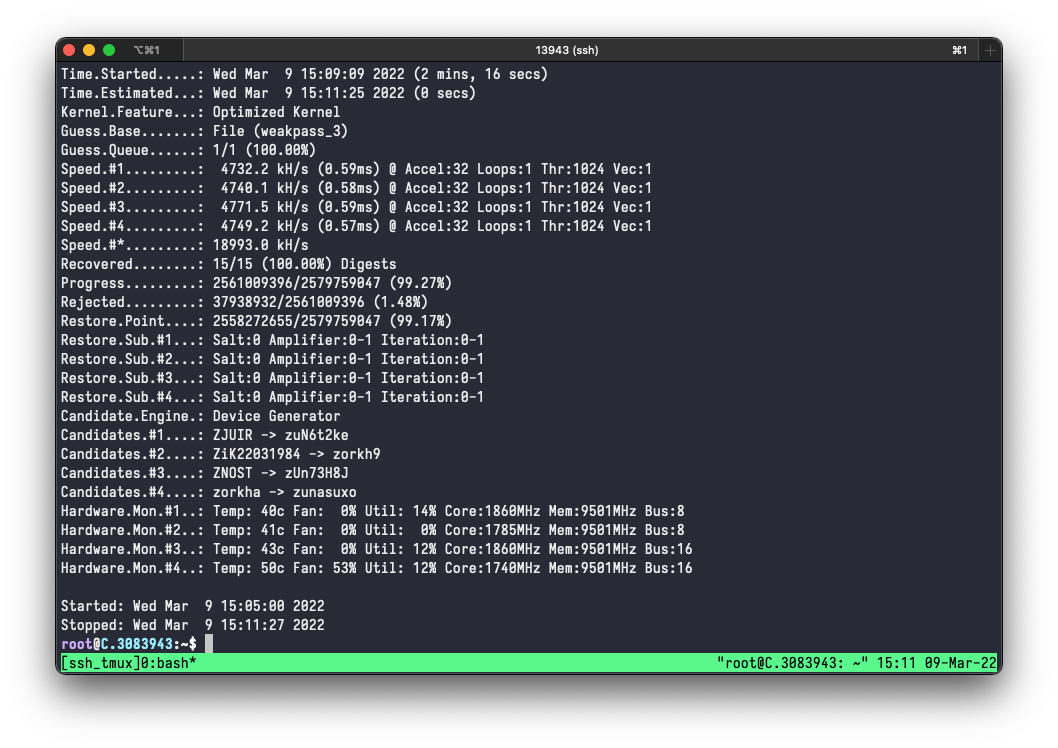 ⌥⌘1 13943 (ssh) ⌘1 +
Time.Started.....: Wed Mar  9 15:09:09 2022 (2 mins, 16 secs)
Time.Estimated...: Wed Mar  9 15:11:25 2022 (0 secs)
Kernel.Feature...: Optimized Kernel
Guess.Base.......: File (weakpass_3)
Guess.Queue......: 1/1 (100.00%)
Speed.#1.........:  4732.2 kH/s (0.59ms) @ Accel:32 Loops:1 Thr:1024 Vec:1
Speed.#2.........:  4740.1 kH/s (0.58ms) @ Accel:32 Loops:1 Thr:1024 Vec:1
Speed.#3.........:  4771.5 kH/s (0.59ms) @ Accel:32 Loops:1 Thr:1024 Vec:1
Speed.#4.........:  4749.2 kH/s (0.57ms) @ Accel:32 Loops:1 Thr:1024 Vec:1
Speed.#*.........: 18993.0 kH/s
Recovered........: 15/15 (100.00%) Digests
Progress.........: 2561009396/2579759047 (99.27%)
Rejected.........: 37938932/2561009396 (1.48%)
Restore.Point....: 2558272655/2579759047 (99.17%)
Restore.Sub.#1...: Salt:0 Amplifier:0-1 Iteration:0-1
Restore.Sub.#2...: Salt:0 Amplifier:0-1 Iteration:0-1
Restore.Sub.#3...: Salt:0 Amplifier:0-1 Iteration:0-1
Restore.Sub.#4...: Salt:0 Amplifier:0-1 Iteration:0-1
Candidate.Engine.: Device Generator
Candidates.#1....: ZJUIR -> zuN6t2ke
Candidates.#2....: ZiK22031984 -> zorkh9
Candidates.#3....: ZNOST -> zUn73H8J
Candidates.#4....: zorkha -> zunasuxo
Hardware.Mon.#1..: Temp: 40c Fan:  0% Util: 14% Core:1860MHz Mem:9501MHz Bus:8
Hardware.Mon.#2..: Temp: 41c Fan:  0% Util:  0% Core:1785MHz Mem:9501MHz Bus:8
Hardware.Mon.#3..: Temp: 43c Fan:  0% Util: 12% Core:1860MHz Mem:9501MHz Bus:16
Hardware.Mon.#4..: Temp: 50c Fan: 53% Util: 12% Core:1740MHz Mem:9501MHz Bus:16
Started: Wed Mar  9 15:05:00 2022
Stopped: Wed Mar  9 15:11:27 2022
root@C.3083943:~$
[ssh_tmux]0:bash* "root@C.3083943: ~" 15:11 09-Mar-22